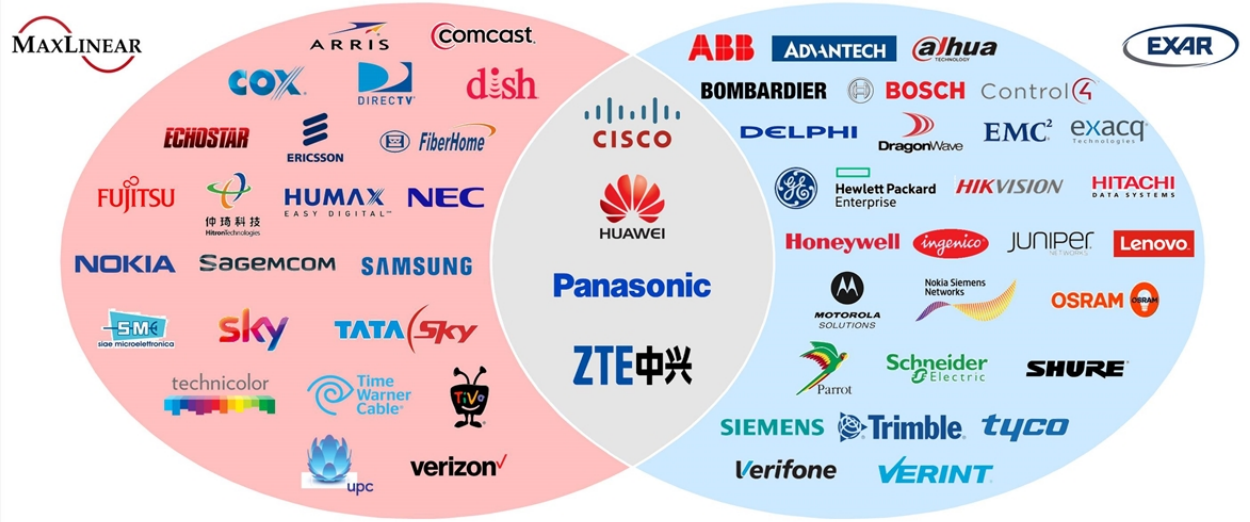 MAXLINEAR
ARRIS
Comcast.
COX.
DIRECTV
dish
ECHOSTAR
ERICSSON
FiberHome
FUJITSU
仲琦科技
HitronTechnologies
HUMAX
EASY DIGITAL™
NEC
NOKIA
SAGEMCOM
SAMSUNG
SM
siae microelettronica
sky
TATA Sky
technicolor
Time
Warner
Cable®
TiVo
upc
verizon
CISCO
HUAWEI
Panasonic
ZTE中兴
EXAR
ABB
ADVANTECH
alhua
TECHNOLOGY
BOMBARDIER
BOSCH
Control4
DELPHI
DragonWave
EMC²
exacq
Technologies
GE
Hewlett Packard
Enterprise
HIKVISION
HITACHI
DATA SYSTEMS
Honeywell
ingenico
JUNIPER
NETWORKS
Lenovo.
MOTOROLA
SOLUTIONS
Nokia Siemens
Networks
OSRAM
OSRAM
Parrot
Schneider
Electric
SHURE
SIEMENS
Trimble
tyco
Verifone
VERINT.